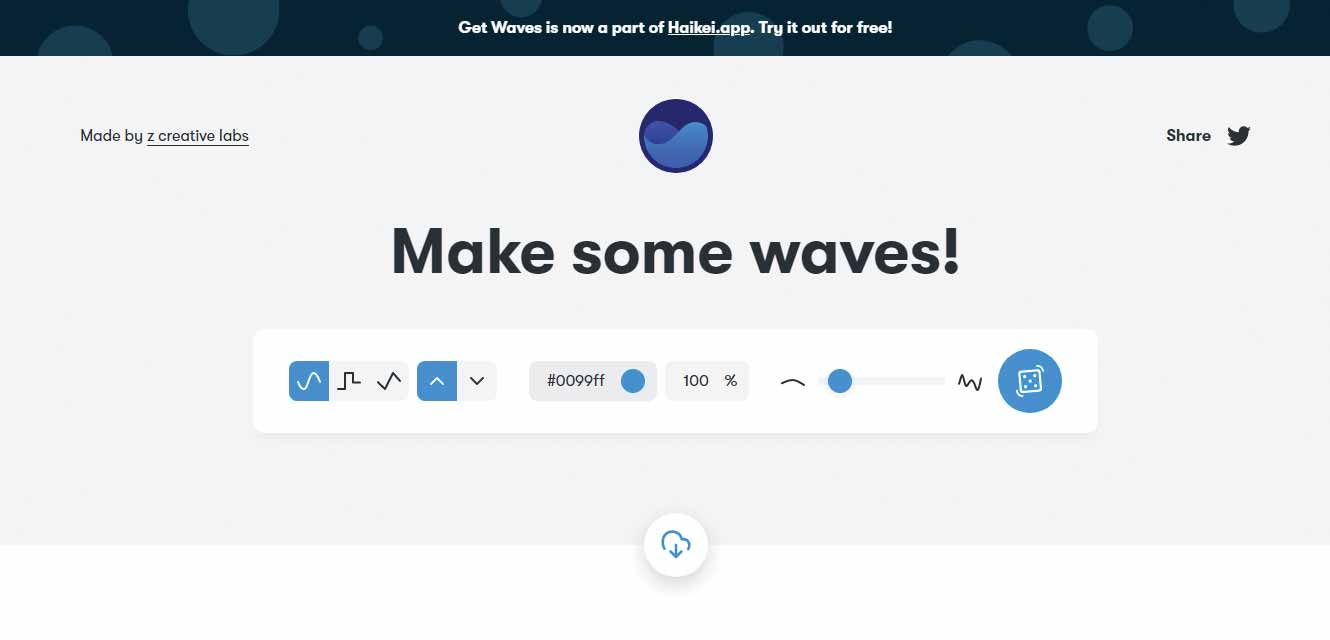 Get Waves is now a part of Haikei.app. Try it out for free!
Made by z creative labs
Share
Make some waves!
#0099ff 100 %